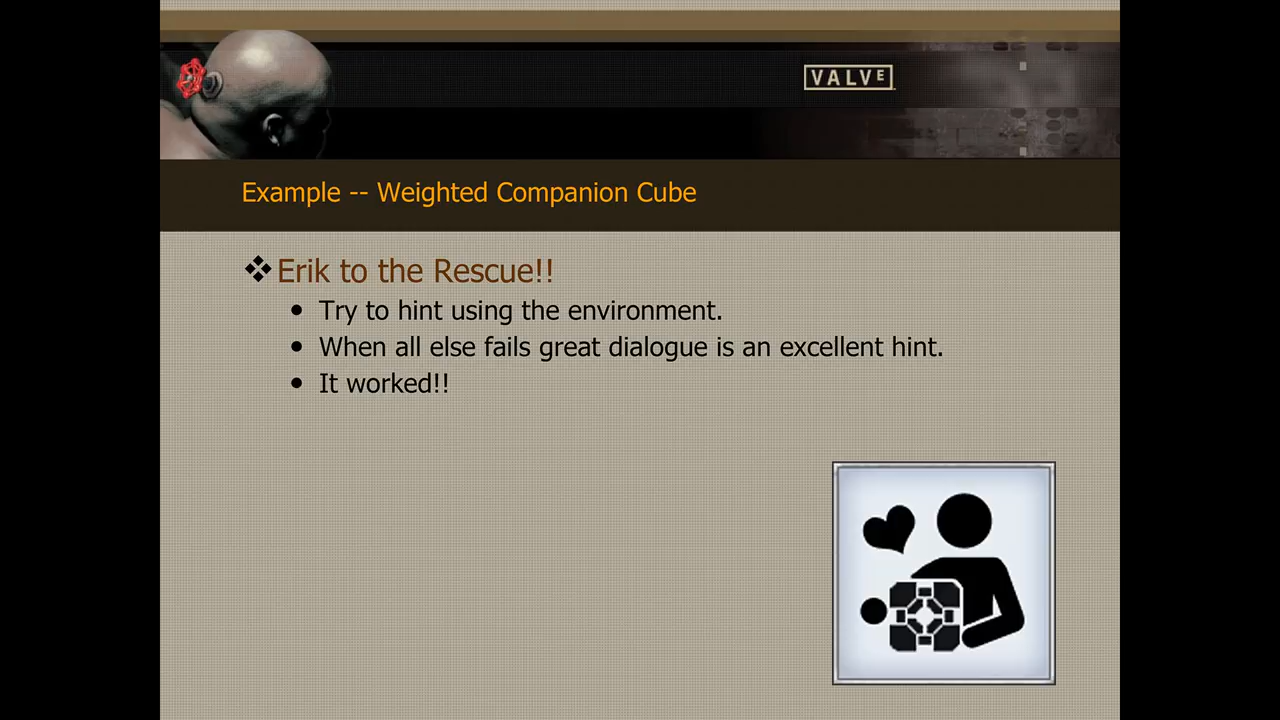 VALVE
Example -- Weighted Companion Cube
Erik to the Rescue!!
Try to hint using the environment.
When all else fails great dialogue is an excellent hint.
It worked!!